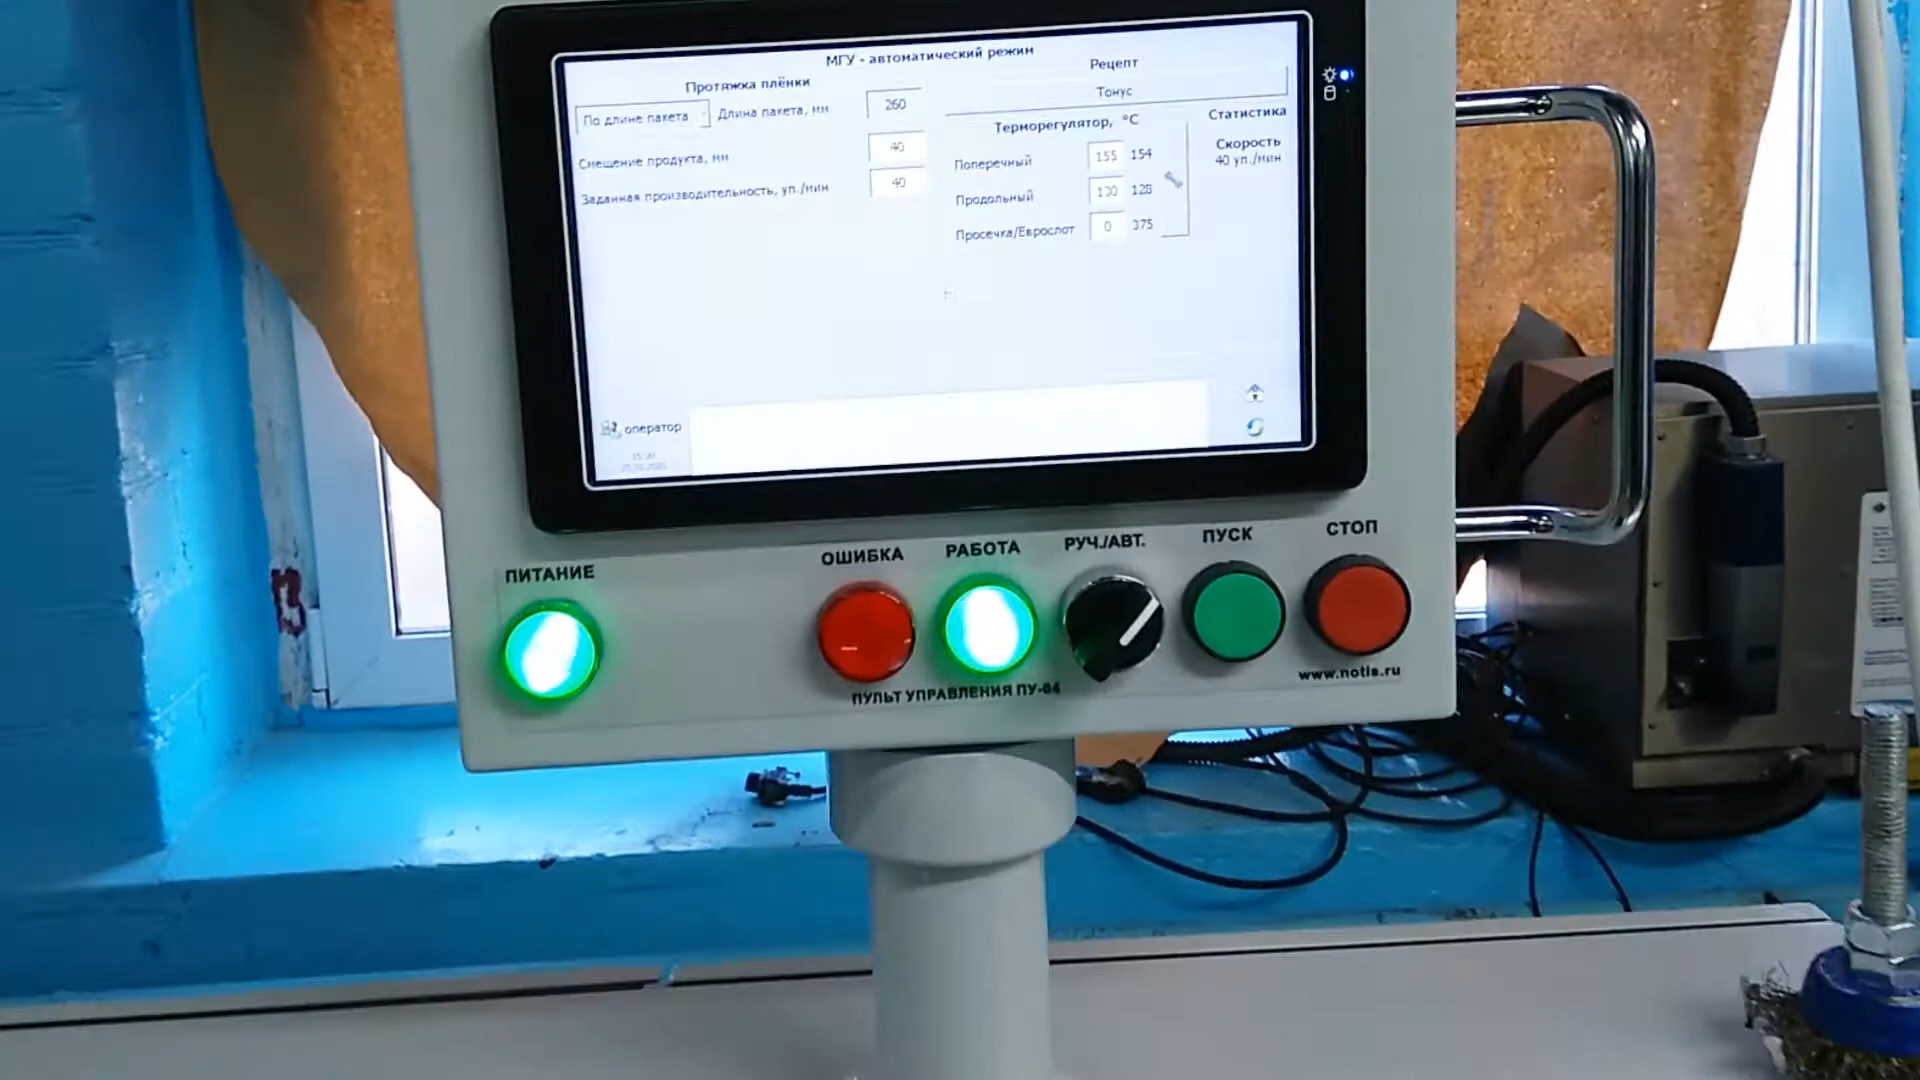 МГУ - автоматический режим
Протяжка плёнки
По длине пакета
Длина пакета, мм
260
Смещение продукта, мм
40
Заданная производительность, уп./мин
40
Рецепт
Тонус
Терморегулятор, °C
Поперечный
155
154
Продольный
130
128
Просечка/Еврослот
0
375
Статистика
Скорость
40 уп./мин
оператор
ПИТАНИЕ
ОШИБКА
РАБОТА
РУЧ./АВТ.
ПУСК
СТОП
ПУЛЬТ УПРАВЛЕНИЯ ПУ-04
www.notis.ru